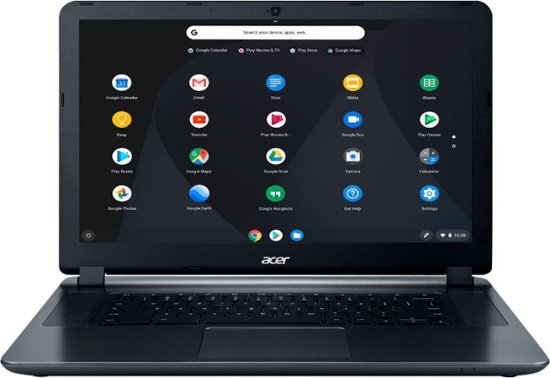 G Search your device, apps, web...
Google Calendar Play Movies & TV Play Store Google Maps
31
Google Calendar Gmail Docs Slides Sheets
Keep Youtube Play Movies &... Google Duo Play Games
Play Books Google Maps Google Drive Camera Calculator
Google Photos Google Earth Google Hangouts Get Help Settings
acer